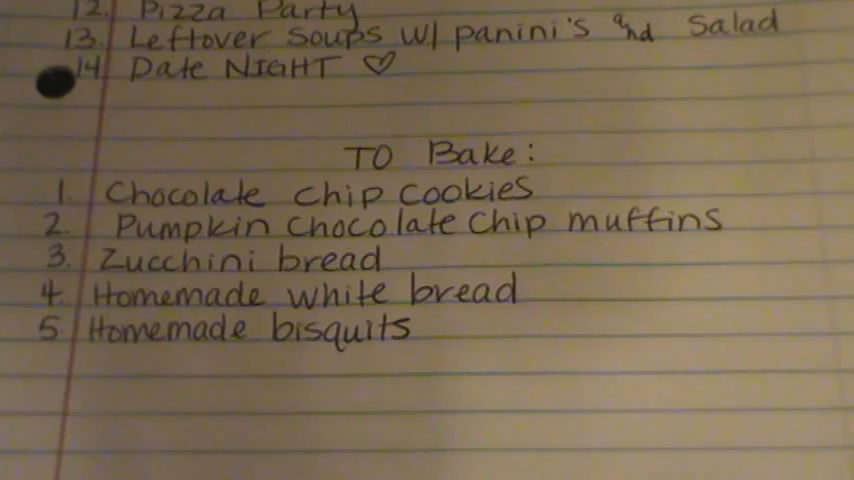 12. Pizza Party
13. Leftover Soups w/ panini's and Salad
14 Date NIGHT ♡
TO Bake:
1. Chocolate chip cookies
2. Pumpkin chocolate chip muffins
3. Zucchini bread
4. Homemade white bread
5. Homemade bisquits